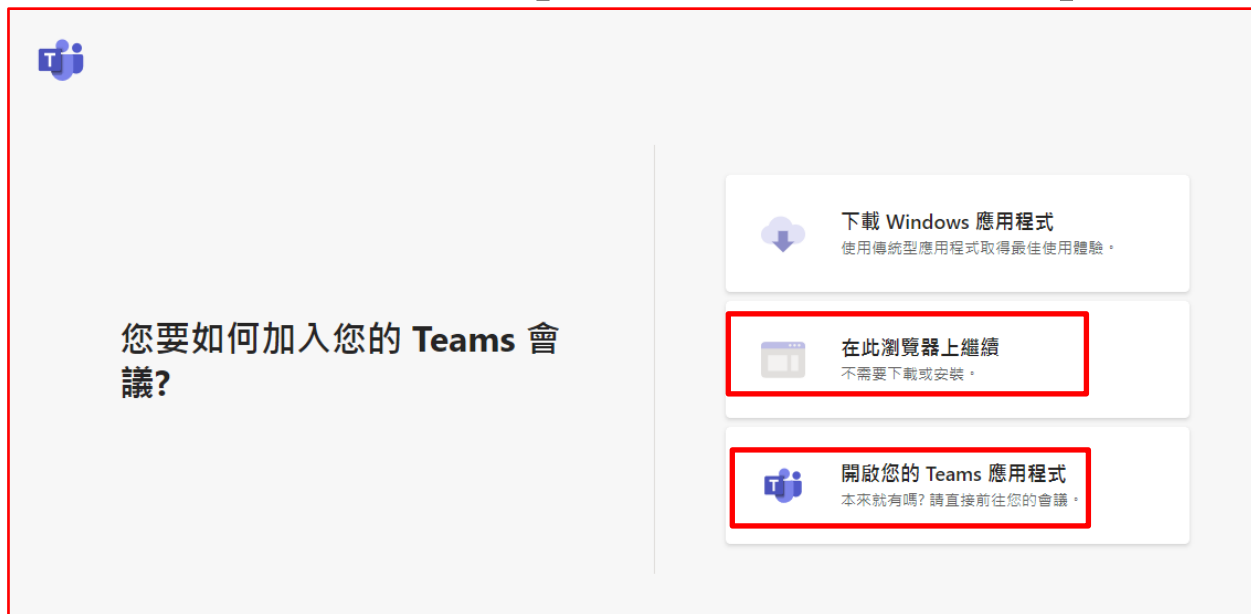 您要如何加入您的 Teams 會
議?
下載 Windows 應用程式
使用傳統型應用程式取得最佳使用體驗。
在此瀏覽器上繼續
不需要下載或安裝。
開啟您的 Teams 應用程式
本來就有嗎? 請直接前往您的會議。